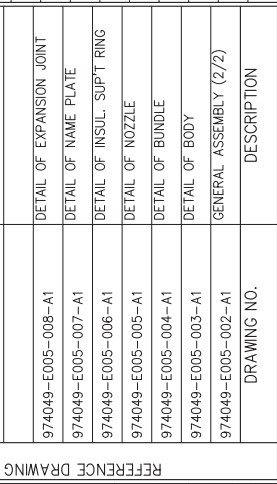 974049-E005-008-A1 DETAIL OF EXPANSION JOINT
974049-E005-007-A1 DETAIL OF NAME PLATE
974049-E005-006-A1 DETAIL OF INSUL. SUP'T RING
974049-E005-005-A1 DETAIL OF NOZZLE
974049-E005-004-A1 DETAIL OF BUNDLE
974049-E005-003-A1 DETAIL OF BODY
974049-E005-002-A1 GENERAL ASSEMBLY (2/2)
DRAWING NO. DESCRIPTION
REFERENCE DRAWING